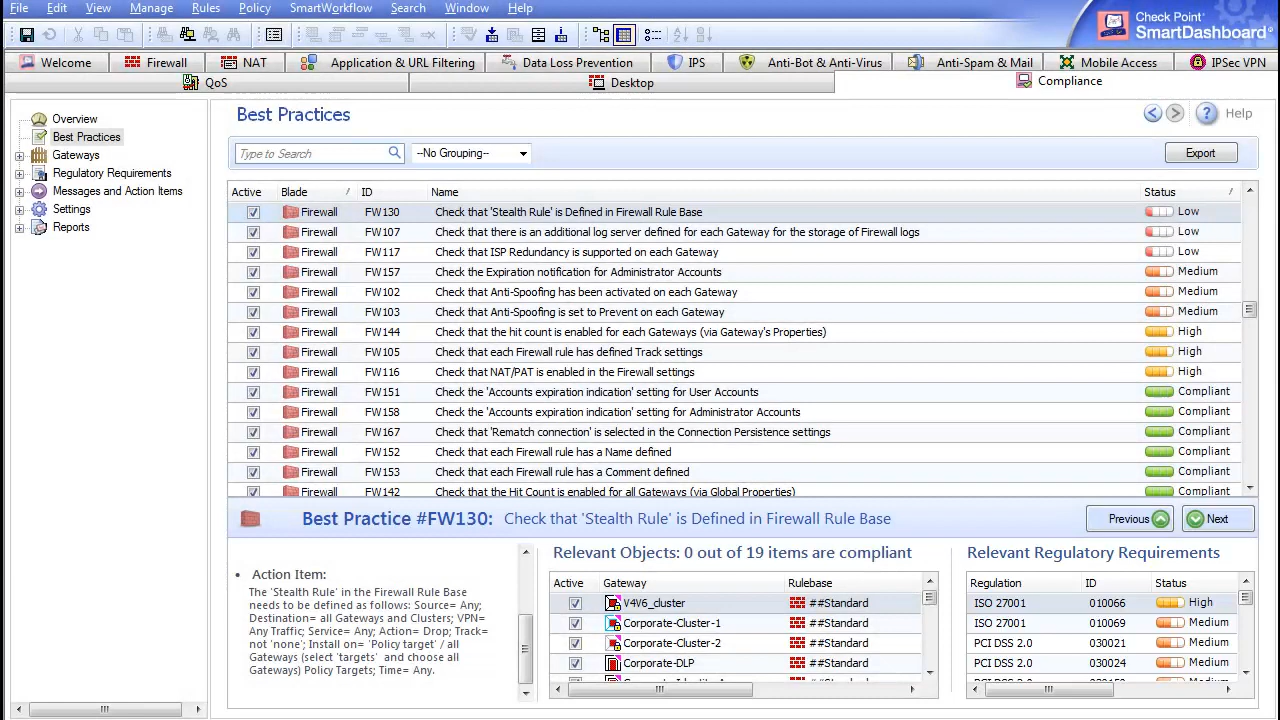 File Edit View Manage Rules Policy SmartWorkflow Search Window Help
Check Point
SmartDashboard
Welcome Firewall NAT Application & URL Filtering Data Loss Prevention IPS Anti-Bot & Anti-Virus Anti-Spam & Mail Mobile Access IPSec VPN
QoS Desktop Compliance
Overview
Best Practices
Gateways
Regulatory Requirements
Messages and Action Items
Settings
Reports
Best Practices
Help
Type to Search --No Grouping-- Export
Active Blade ID Name Status
Firewall FW130 Check that 'Stealth Rule' is Defined in Firewall Rule Base Low
Firewall FW107 Check that there is an additional log server defined for each Gateway for the storage of Firewall logs Low
Firewall FW117 Check that ISP Redundancy is supported on each Gateway Low
Firewall FW157 Check the Expiration notification for Administrator Accounts Medium
Firewall FW102 Check that Anti-Spoofing has been activated on each Gateway Medium
Firewall FW103 Check that Anti-Spoofing is set to Prevent on each Gateway Medium
Firewall FW144 Check that the hit count is enabled for each Gateways (via Gateway's Properties) High
Firewall FW105 Check that each Firewall rule has defined Track settings High
Firewall FW116 Check that NAT/PAT is enabled in the Firewall settings High
Firewall FW151 Check the 'Accounts expiration indication' setting for User Accounts Compliant
Firewall FW158 Check the 'Accounts expiration indication' setting for Administrator Accounts Compliant
Firewall FW167 Check that 'Rematch connection' is selected in the Connection Persistence settings Compliant
Firewall FW152 Check that each Firewall rule has a Name defined Compliant
Firewall FW153 Check that each Firewall rule has a Comment defined Compliant
Firewall FW142 Check that the Hit Count is enabled for all Gateways (via Global Properties) Compliant
Best Practice #FW130: Check that 'Stealth Rule' is Defined in Firewall Rule Base Previous Next
• Action Item:
The 'Stealth Rule' in the Firewall Rule Base
needs to be defined as follows: Source= Any;
Destination= all Gateways and Clusters; VPN=
Any Traffic; Service= Any; Action= Drop; Track=
not 'none'; Install on= 'Policy target' / all
Gateways (select 'targets' and choose all
Gateways) Policy Targets; Time= Any.
Relevant Objects: 0 out of 19 items are compliant
Active Gateway Rulebase
V4V6_cluster ##Standard
Corporate-Cluster-1 ##Standard
Corporate-Cluster-2 ##Standard
Corporate-DLP ##Standard
Relevant Regulatory Requirements
Regulation ID Status
ISO 27001 010066 High
ISO 27001 010069 Medium
PCI DSS 2.0 030021 Medium
PCI DSS 2.0 030024 Medium